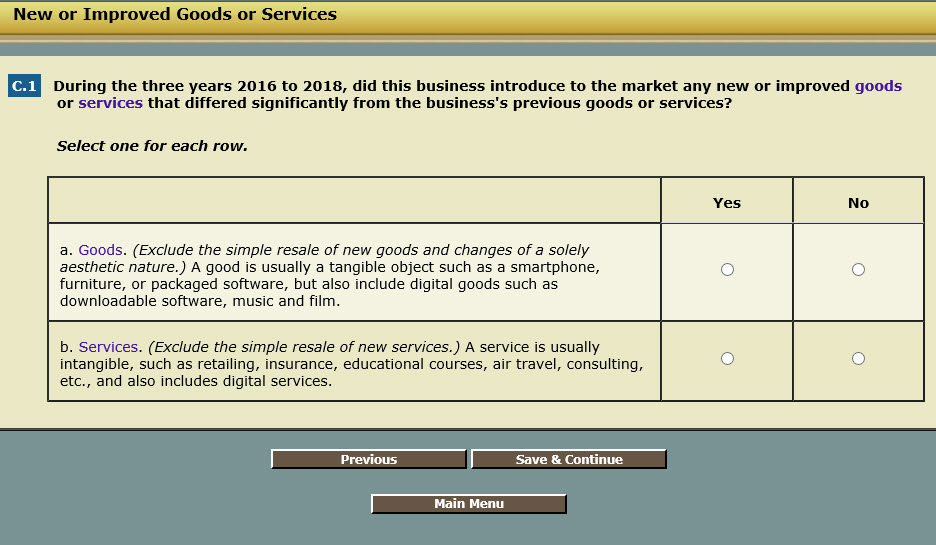 New or Improved Goods or Services
C.1 During the three years 2016 to 2018, did this business introduce to the market any new or improved goods
or services that differed significantly from the business's previous goods or services?
Select one for each row.
Yes No
a. Goods. (Exclude the simple resale of new goods and changes of a solely
aesthetic nature.) A good is usually a tangible object such as a smartphone,
furniture, or packaged software, but also include digital goods such as
downloadable software, music and film.
b. Services. (Exclude the simple resale of new services.) A service is usually
intangible, such as retailing, insurance, educational courses, air travel, consulting,
etc., and also includes digital services.
Previous Save & Continue
Main Menu